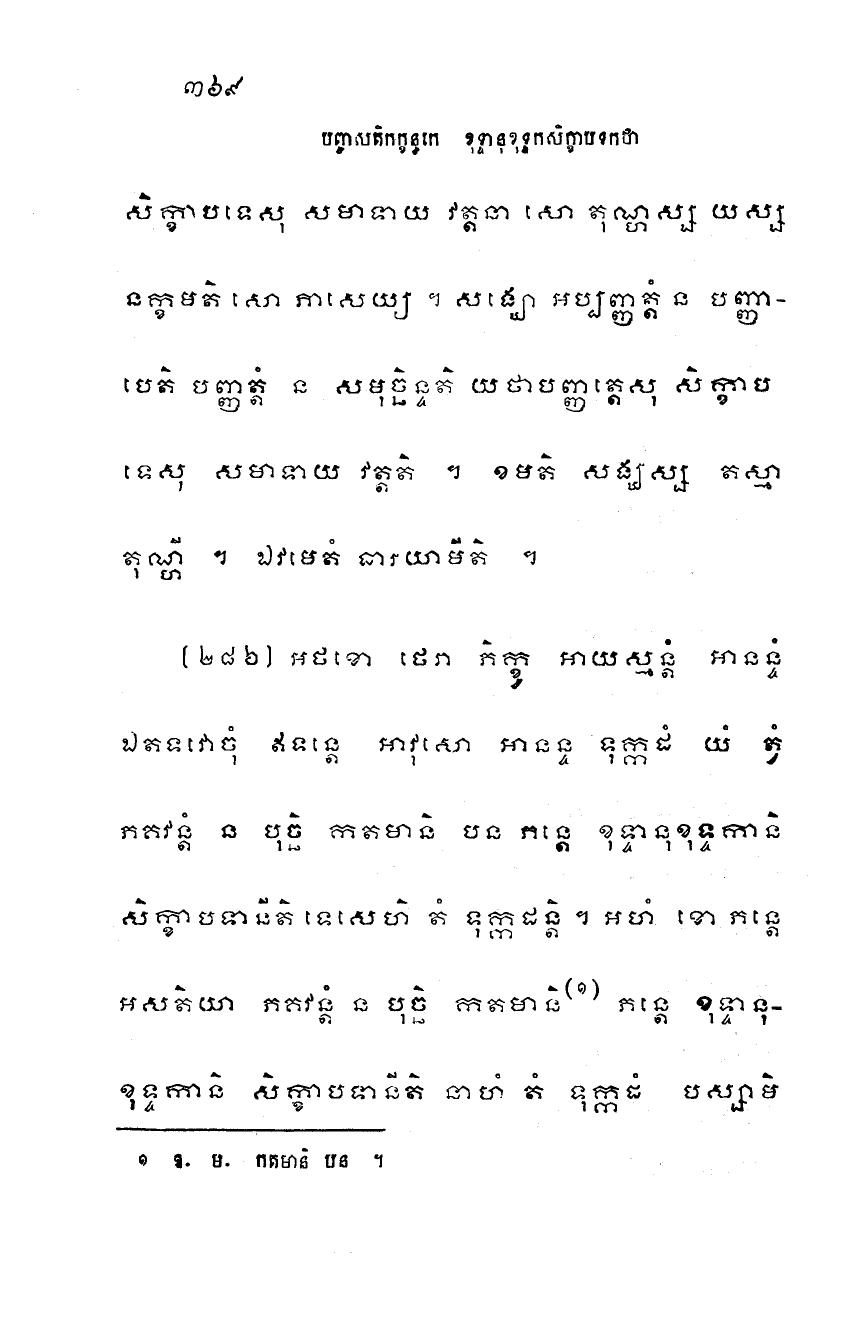 ៣៦៩
បញ្ចសតិកក្ខន្ធកេ ខុទ្ទានុខុទ្ទកសិក្ខាបទកថា
សិក្ខាបទេសុ សមាទាយ វត្តនា សោ តុណ្ហស្ស យស្ស
នក្ខមតិ សោ ភាសេយ្យ ។ សង្ឃោ អប្បញ្ញត្តំ ន បញ្ញា-
បេតិ បញ្ញត្តំ ន សមុច្ឆិន្ទតិ យថាបញ្ញត្តេសុ សិក្ខាប
ទេសុ សមាទាយ វត្តតិ ។ ខមតិ សង្ឃស្ស តស្មា
តុណ្ហី ។ ឯវមេតំ ធារយាមីតិ ។
[២៨៦] អថខោ ថេរា ភិក្ខូ អាយស្មន្តំ អានន្ទំ
ឯតទវោចុំ ឥទន្តេ អាវុសោ អានន្ទ ទុក្កដំ យំ ត្វំ
ភគវន្តំ ន បុច្ឆិ កតមានិ បន ភន្តេ ខុទ្ទានុខុទ្ទកានិ
សិក្ខាបទានីតិ ទេសេហិ តំ ទុក្កដន្តិ ។ អហំ ខោ ភន្តេ
អសតិយា ភគវន្តំ ន បុច្ឆិំ កតមានិ(១) ភន្តេ ខុទ្ទានុ-
ខុទ្ទកានិ សិក្ខាបទានីតិ នាហំ តំ ទុក្កដំ បស្សាមិ
១ ឱ. ម. កតមានិ បន ។